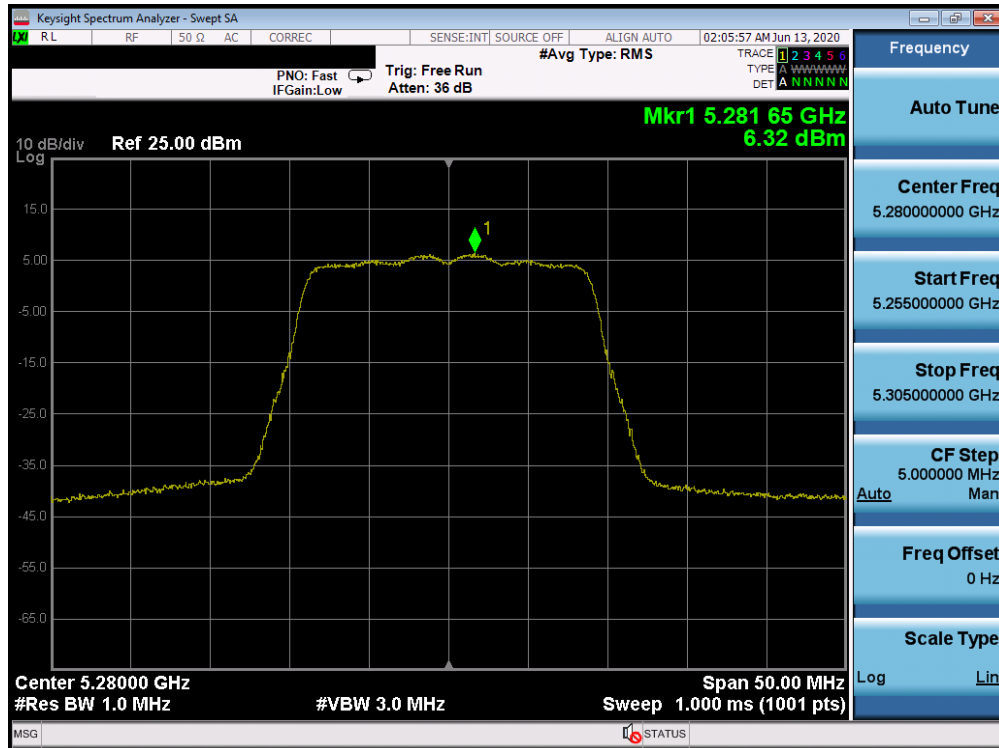 Keysight Spectrum Analyzer - Swept SA
LXI RL RF 50 Ω AC CORREC SENSE:INT SOURCE OFF ALIGN AUTO 02:05:57 AM Jun 13, 2020
#Avg Type: RMS
TRACE 1 2 3 4 5 6
TYPE A WWWWW
DET A N N N N N
PNO: Fast
IFGain:Low
Trig: Free Run
Atten: 36 dB
Mkr1 5.281 65 GHz
6.32 dBm
10 dB/div
Log
Ref 25.00 dBm
1
15.0
5.00
-5.00
-15.0
-25.0
-35.0
-45.0
-55.0
-65.0
Center 5.28000 GHz
Span 50.00 MHz
#Res BW 1.0 MHz
#VBW 3.0 MHz
Sweep 1.000 ms (1001 pts)
MSG
STATUS
Frequency
Auto Tune
Center Freq
5.280000000 GHz
Start Freq
5.255000000 GHz
Stop Freq
5.305000000 GHz
CF Step
5.000000 MHz
Auto Man
Freq Offset
0 Hz
Scale Type
Log Lin